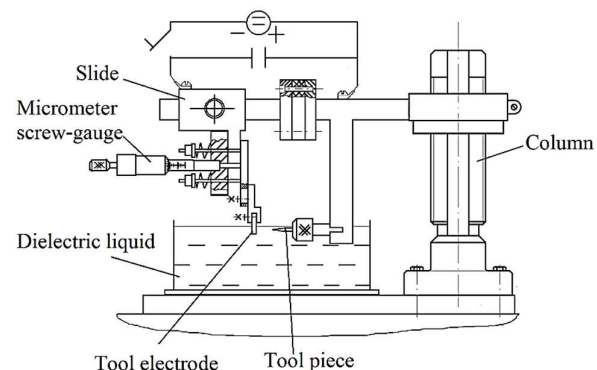 − +
Slide
Micrometer
screw-gauge
Column
Dielectric liquid
Tool electrode
Tool piece